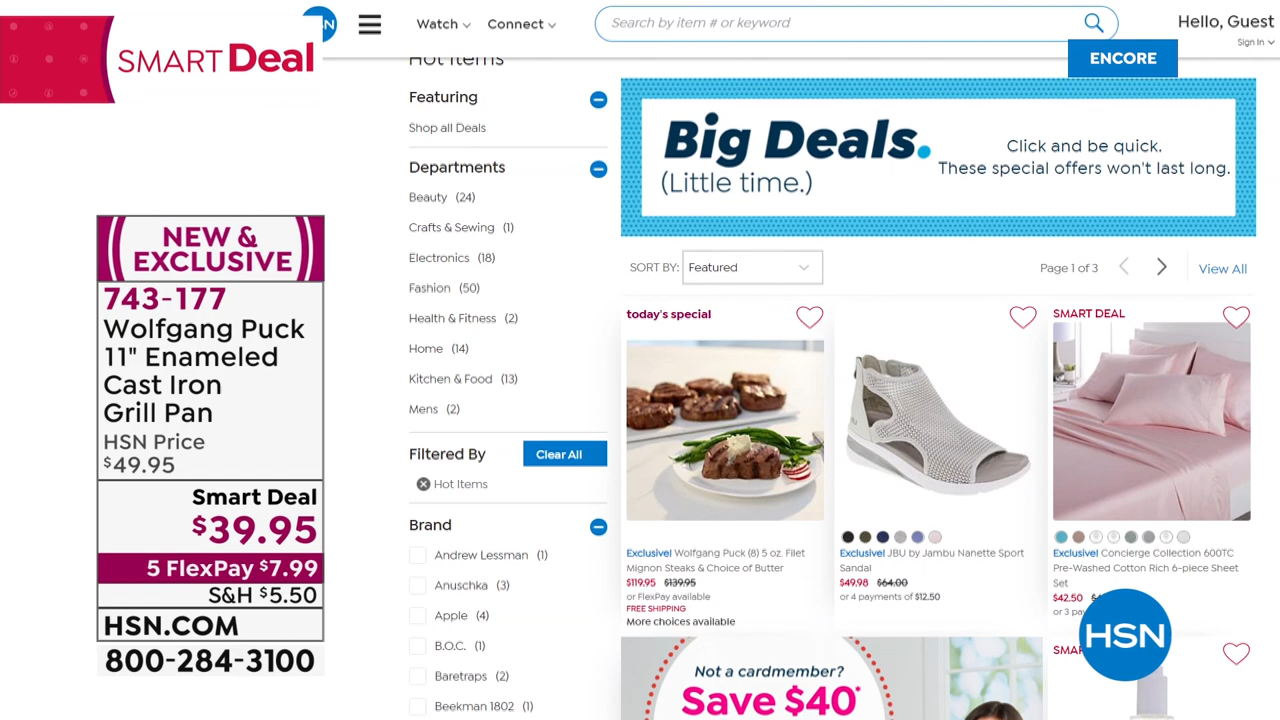 SMART Deal
NEW &
EXCLUSIVE
743-177
Wolfgang Puck
11" Enameled
Cast Iron
Grill Pan
HSN Price
$49.95
Smart Deal
$39.95
5 FlexPay $7.99
S&H $5.50
HSN.COM
800-284-3100
Watch
Connect
Search by item # or keyword
Hello, Guest
Sign In
ENCORE
Hot Items
Featuring
Shop all Deals
Departments
Beauty (24)
Crafts & Sewing (1)
Electronics (18)
Fashion (50)
Health & Fitness (2)
Home (14)
Kitchen & Food (13)
Mens (2)
Filtered By
Clear All
Hot Items
Brand
Andrew Lessman (1)
Anuschka (3)
Apple (4)
B.O.C. (1)
Baretraps (2)
Beekman 1802 (1)
Big Deals.
(Little time.)
Click and be quick.
These special offers won't last long.
SORT BY: Featured
Page 1 of 3
View All
today's special
Exclusive! Wolfgang Puck (8) 5 oz. Filet
Mignon Steaks & Choice of Butter
$119.95 $139.95
or FlexPay available
FREE SHIPPING
More choices available
Exclusive! JBU by Jambu Nanette Sport
Sandal
$49.98 $64.00
or 4 payments of $12.50
SMART DEAL
Exclusive! Concierge Collection 600TC
Pre-Washed Cotton Rich 6-piece Sheet
Set
$42.50
or 3 pay
Not a cardmember?
Save $40*
HSN